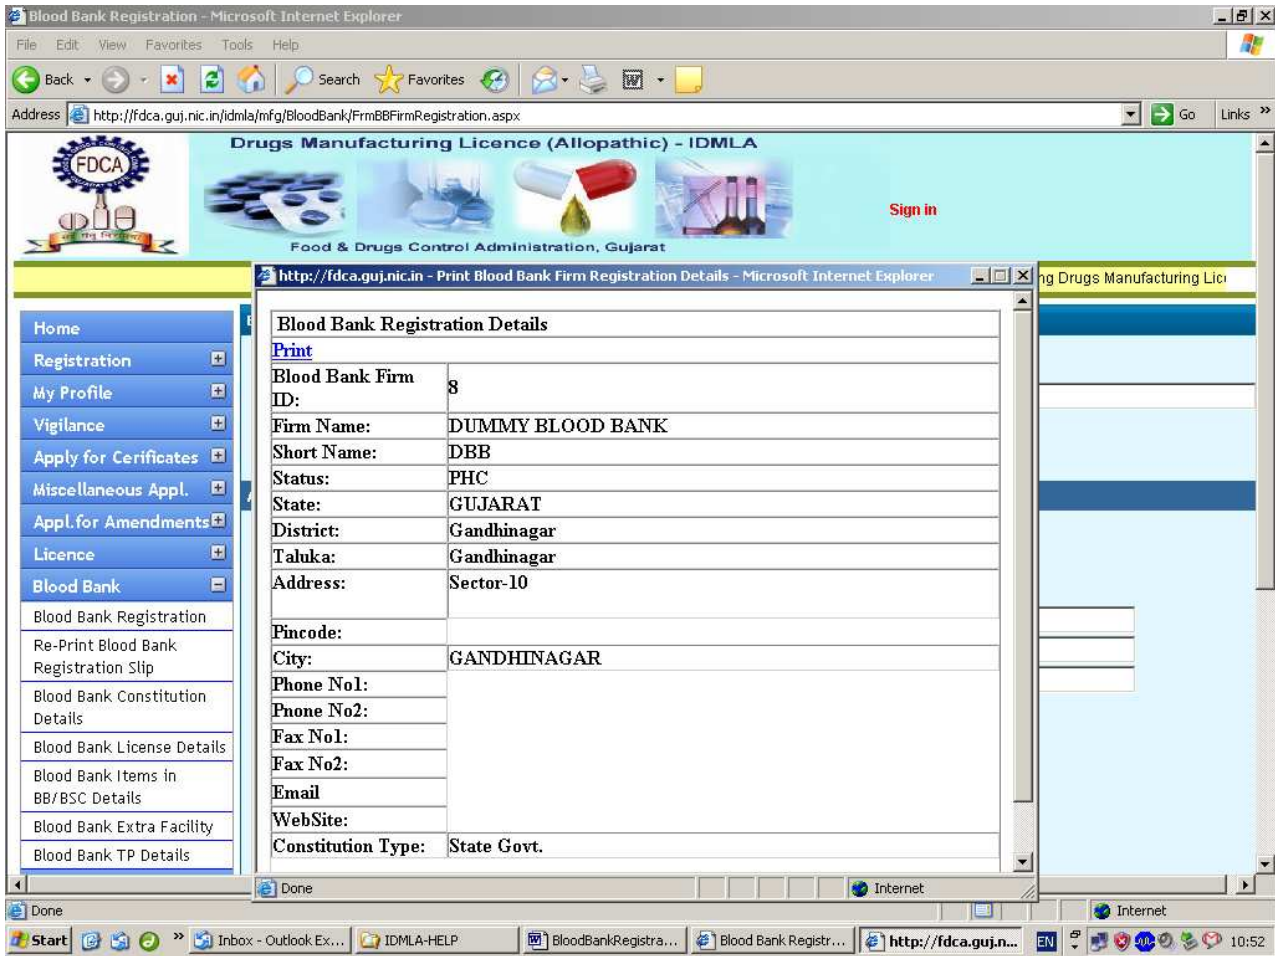 Blood Bank Registration - Microsoft Internet Explorer
File Edit View Favorites Tools Help
Back Search Favorites
Address http://fdca.guj.nic.in/idmla/mfg/BloodBank/FrmBBFirmRegistration.aspx Go Links »
Drugs Manufacturing Licence (Allopathic) - IDMLA
FDCA
Sign in
Food & Drugs Control Administration, Gujarat
http://fdca.guj.nic.in - Print Blood Bank Firm Registration Details - Microsoft Internet Explorer
ng Drugs Manufacturing Lic
Home
Registration
My Profile
Vigilance
Apply for Cerificates
Miscellaneous Appl.
Appl.for Amendments
Licence
Blood Bank
Blood Bank Registration
Re-Print Blood Bank
Registration Slip
Blood Bank Constitution
Details
Blood Bank License Details
Blood Bank Items in
BB/BSC Details
Blood Bank Extra Facility
Blood Bank TP Details
Blood Bank Registration Details
Print
Blood Bank Firm
ID: 8
Firm Name: DUMMY BLOOD BANK
Short Name: DBB
Status: PHC
State: GUJARAT
District: Gandhinagar
Taluka: Gandhinagar
Address: Sector-10
Pincode:
City: GANDHINAGAR
Phone No1:
Pnone No2:
Fax No1:
Fax No2:
Email
WebSite:
Constitution Type: State Govt.
Done Internet
Done Internet
Start » Inbox - Outlook Ex... IDMLA-HELP BloodBankRegistra... Blood Bank Registr... http://fdca.guj.n... EN 10:52